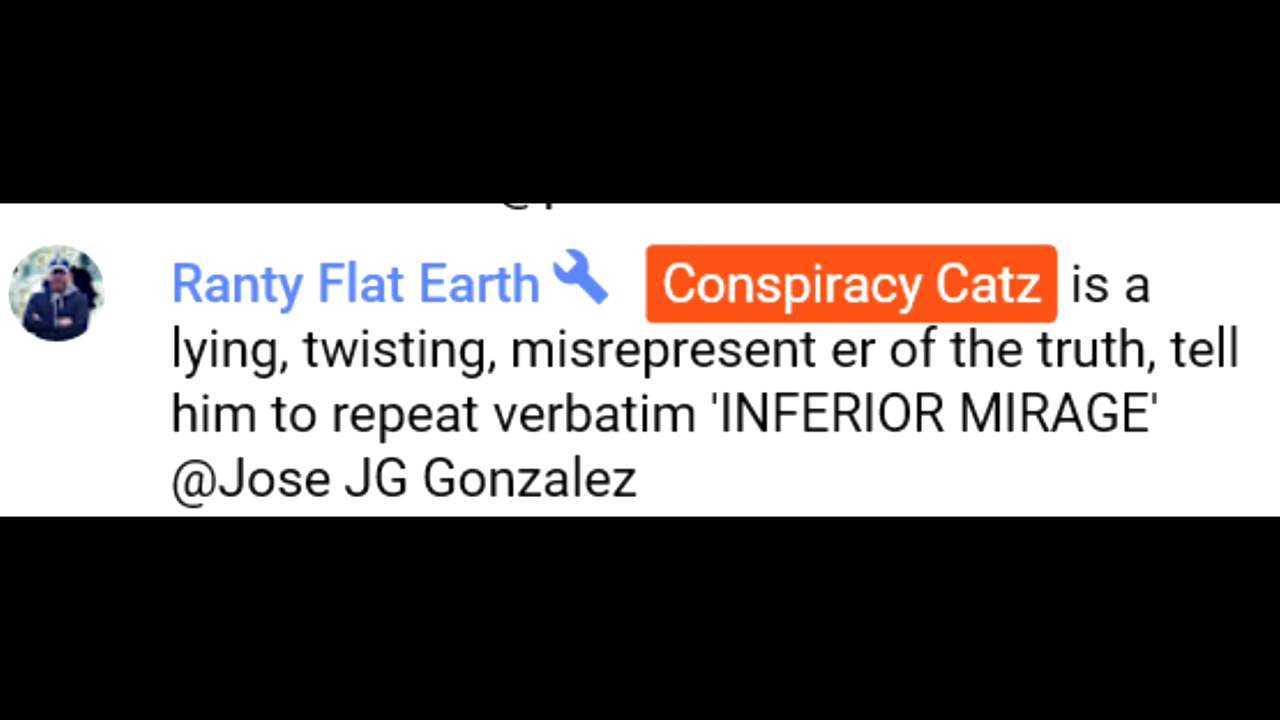 Ranty Flat Earth Conspiracy Catz is a
lying, twisting, misrepresent er of the truth, tell
him to repeat verbatim 'INFERIOR MIRAGE'
@Jose JG Gonzalez